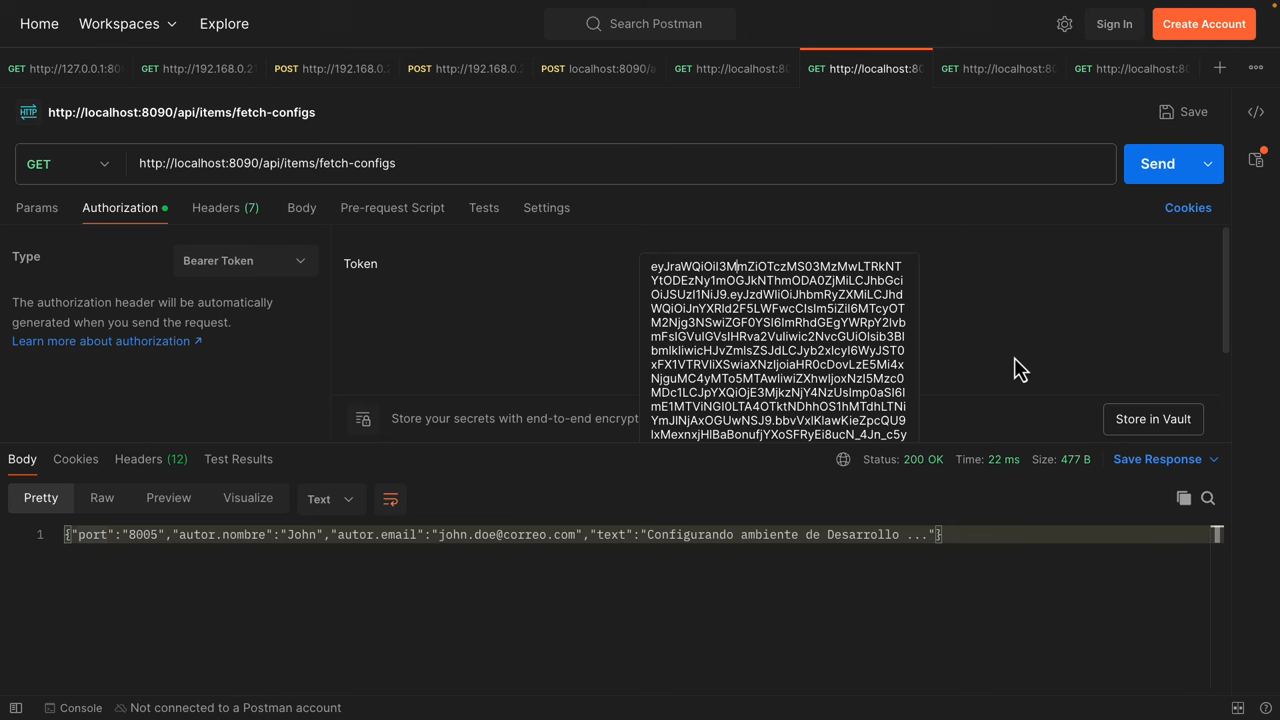 Home
Workspaces
Explore
Search Postman
Sign In
Create Account
GET http://127.0.0.1:80
GET http://192.168.0.21
POST http://192.168.0.2
POST http://192.168.0.2
POST localhost:8090/a
GET http://localhost:80
GET http://localhost:80
GET http://localhost:80
GET http://localhost:80
HTTP http://localhost:8090/api/items/fetch-configs
Save
GET
http://localhost:8090/api/items/fetch-configs
Send
Params
Authorization
Headers (7)
Body
Pre-request Script
Tests
Settings
Cookies
Type
Bearer Token
The authorization header will be automatically
generated when you send the request.
Learn more about authorization ↗
Token
eyJraWQiOiI3MmZiOTczMS03MzMwLTRkNT
YtODEzNy1mOGJkNThmODA0ZjMiLCJhbGci
OiJSUzI1NiJ9.eyJzdWIiOiJhbmRyZXMiLCJhd
WQiOiJnYXRld2F5LWFwcCIsIm5iZiI6MTcyOT
M2Njg3NSwiZGF0YSI6ImRhdGEgYWRpY2lvb
mFsIGVuIGVsIHRva2VuIiwic2NvcGUiOlsib3Bl
bmlkIiwicHJvZmlsZSJdLCJyb2xlcyI6WyJST0
xFX1VTRVIiXSwiaXNzIjoiaHR0cDovLzE5Mi4x
NjguMC4yMTo5MTAwIiwiZXhwIjoxNzI5Mzc0
MDc1LCJpYXQiOjE3MjkzNjY4NzUsImp0aSI6I
mE1MTViNGI0LTA4OTktNDhhOS1hMTdhLTNi
YmJlNjAxOGUwNSJ9.bbvVxlKlawKieZpcQU9
IxMexnxjHlBaBonufjYXoSFRyEi8ucN_4Jn_c5y
Store your secrets with end-to-end encrypt
Store in Vault
Body
Cookies
Headers (12)
Test Results
Status: 200 OK
Time: 22 ms
Size: 477 B
Save Response
Pretty
Raw
Preview
Visualize
Text
1 {"port":"8005","autor.nombre":"John","autor.email":"john.doe@correo.com","text":"Configurando ambiente de Desarrollo ..."}
Console
Not connected to a Postman account